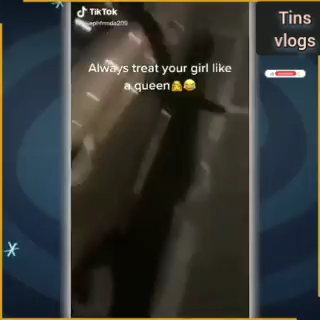 TikTok
Tins
vlogs
Always treat your girl like
a queen🙇😂